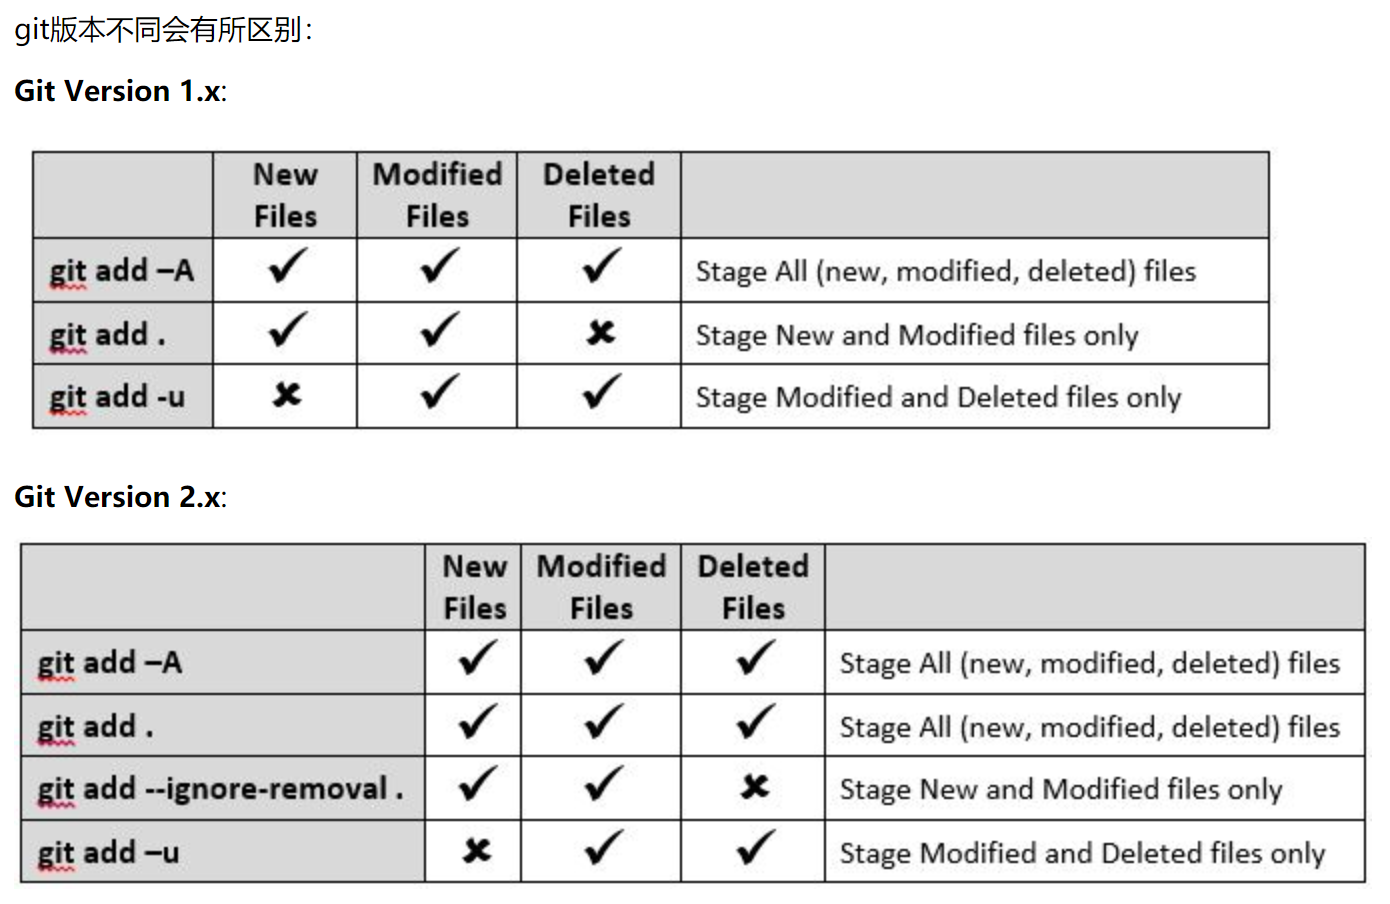 git版本不同会有所区别：
Git Version 1.x:
New Files Modified Files Deleted Files
git add –A ✔ ✔ ✔ Stage All (new, modified, deleted) files
git add . ✔ ✔ ✖ Stage New and Modified files only
git add -u ✖ ✔ ✔ Stage Modified and Deleted files only
Git Version 2.x:
New Files Modified Files Deleted Files
git add –A ✔ ✔ ✔ Stage All (new, modified, deleted) files
git add . ✔ ✔ ✔ Stage All (new, modified, deleted) files
git add --ignore-removal . ✔ ✔ ✖ Stage New and Modified files only
git add –u ✖ ✔ ✔ Stage Modified and Deleted files only